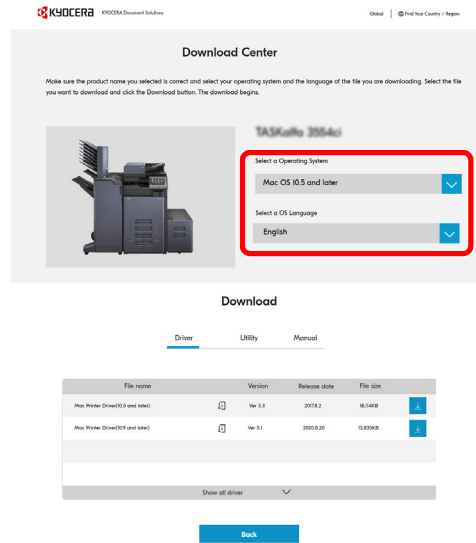 KYOCERA KYOCERA Document Solutions Global Find Your Country / Region
Download Center
Make sure the product name you selected is correct and select your operating system and the language of the file you are downloading. Select the file
you want to download and click the Download button. The download begins.
TASKalfa 3554ci
Select a Operating System
Mac OS 10.5 and later
Select a OS Language
English
Download
Driver Utility Manual
File name Version Release date File size
Mac Printer Driver(10.5 and later) Ver 3.3 2017.8.2 18,114KB
Mac Printer Driver(10.9 and later) Ver 5.1 2020.8.20 13,835KB
Show all driver
Back